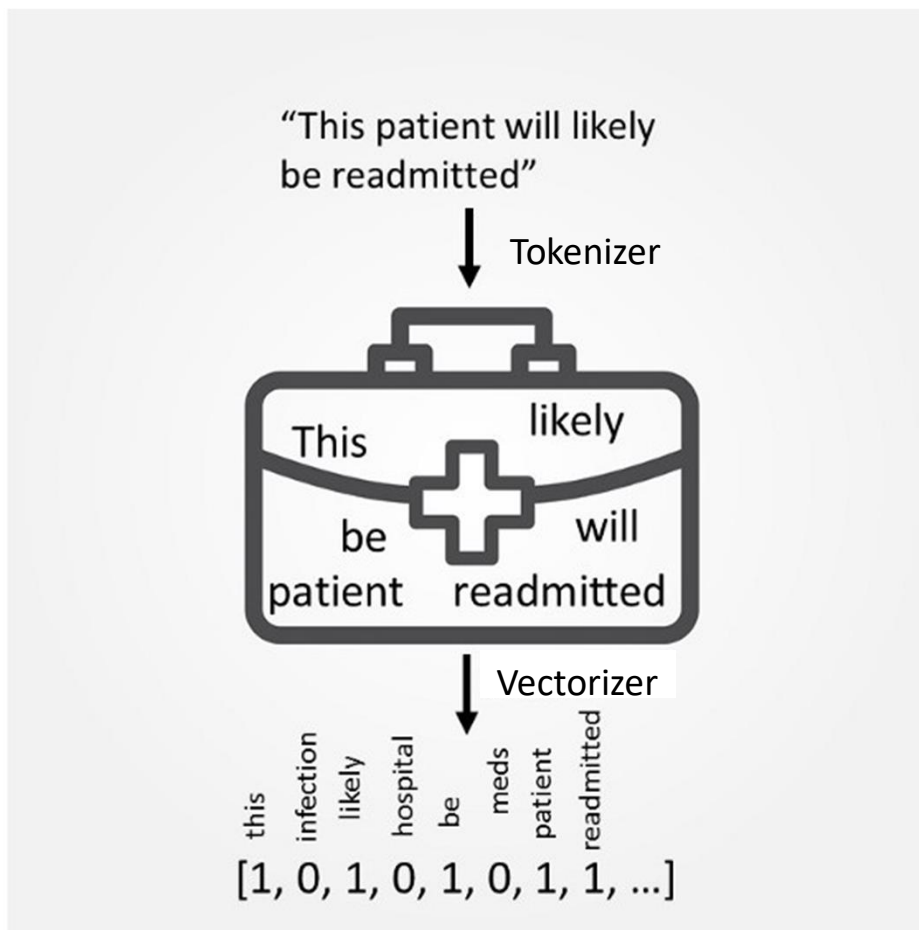 “This patient will likely
be readmitted”
Tokenizer
This
likely
be
will
patient
readmitted
Vectorizer
this
infection
likely
hospital
be
meds
patient
readmitted
[1, 0, 1, 0, 1, 0, 1, 1, ...]